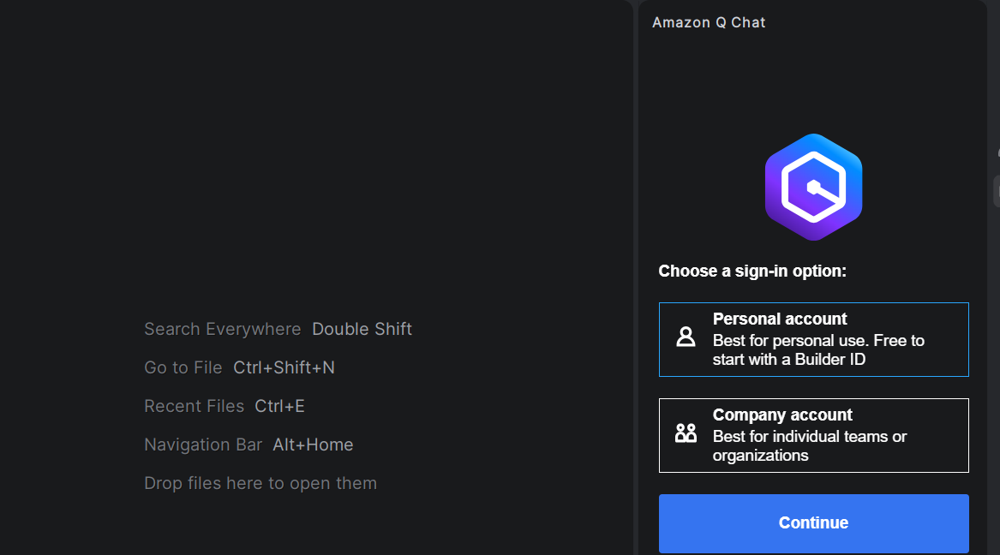 Amazon Q Chat
Search Everywhere Double Shift
Go to File Ctrl+Shift+N
Recent Files Ctrl+E
Navigation Bar Alt+Home
Drop files here to open them
Choose a sign-in option:
Personal account
Best for personal use. Free to
start with a Builder ID
Company account
Best for individual teams or
organizations
Continue